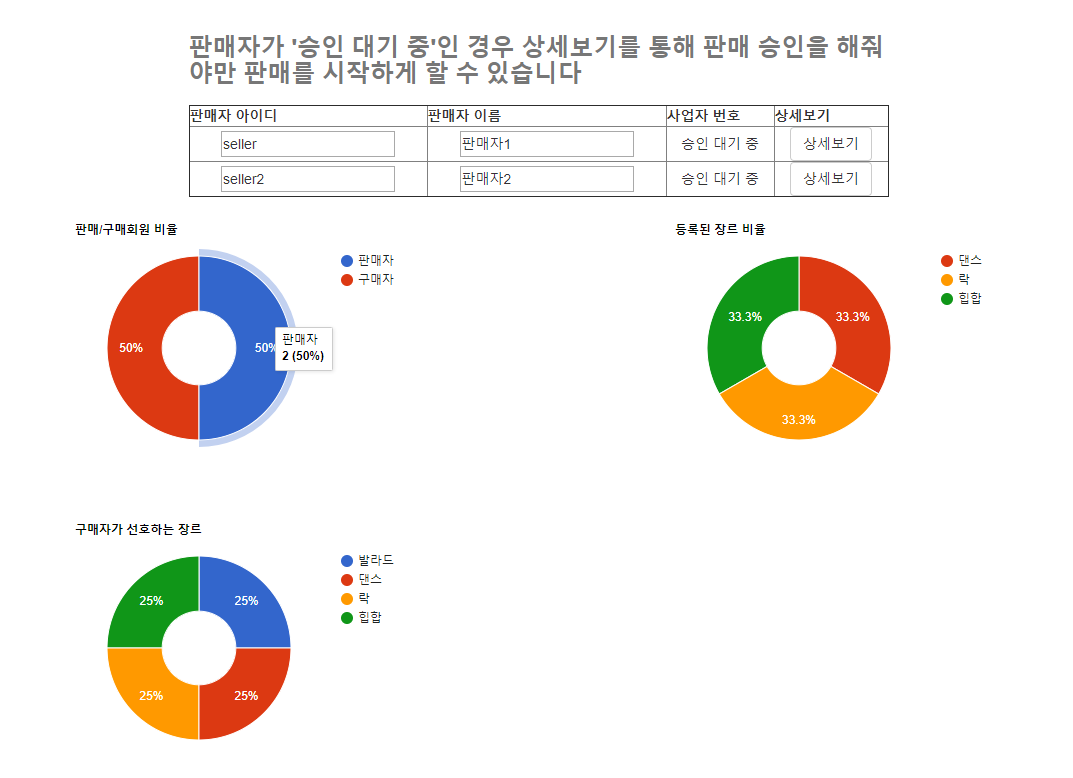 판매자가 '승인 대기 중'인 경우 상세보기를 통해 판매 승인을 해줘
야만 판매를 시작하게 할 수 있습니다
판매자 아이디 판매자 이름 사업자 번호 상세보기
seller 판매자1 승인 대기 중 상세보기
seller2 판매자2 승인 대기 중 상세보기
판매/구매회원 비율
판매자
구매자
50%
50%
판매자
2 (50%)
등록된 장르 비율
댄스
락
힙합
33.3%
33.3%
33.3%
구매자가 선호하는 장르
발라드
댄스
락
힙합
25%
25%
25%
25%